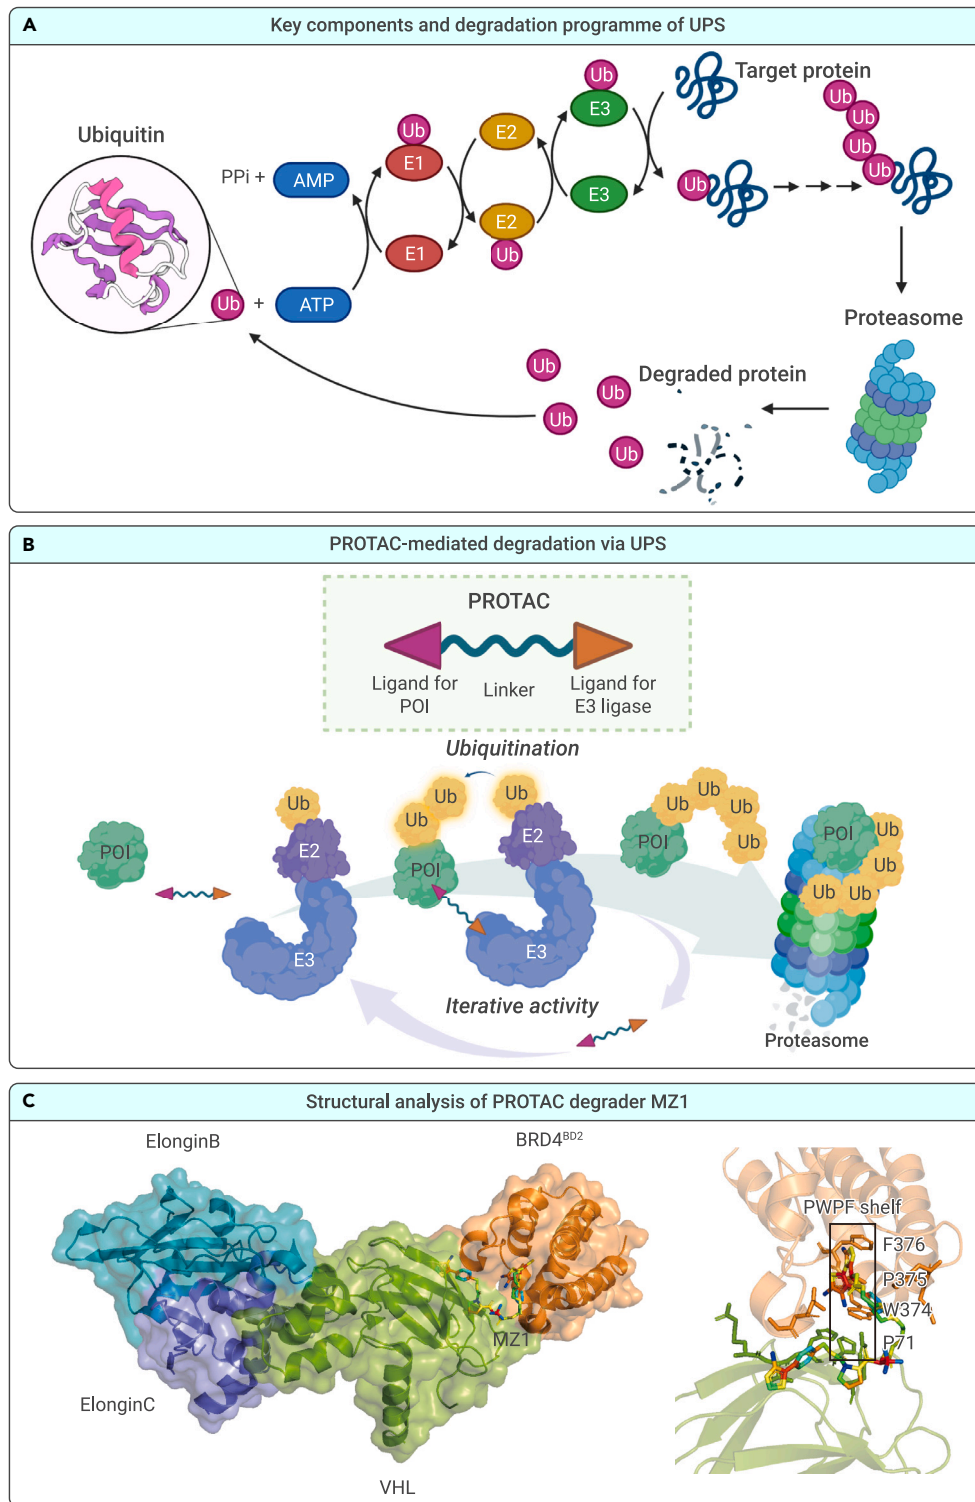 A
Key components and degradation programme of UPS
Ubiquitin
PPi +
AMP
Ub
E1
E1
E2
E2
Ub
Ub
E3
E3
Target protein
Ub
Ub
Ub
Ub
Ub
Ub
+
ATP
Proteasome
Degraded protein
Ub
Ub
Ub
Ub
B
PROTAC-mediated degradation via UPS
PROTAC
Ligand for
POI
Linker
Ligand for
E3 ligase
Ubiquitination
POI
Ub
E2
E3
Ub
Ub
POI
Ub
E2
E3
Ub
Ub
Ub
Ub
POI
POI
Ub
Ub
Ub
Ub
Iterative activity
Proteasome
C
Structural analysis of PROTAC degrader MZ1
ElonginB
BRD4BD2
MZ1
ElonginC
VHL
PWPF shelf
F376
P375
W374
P71